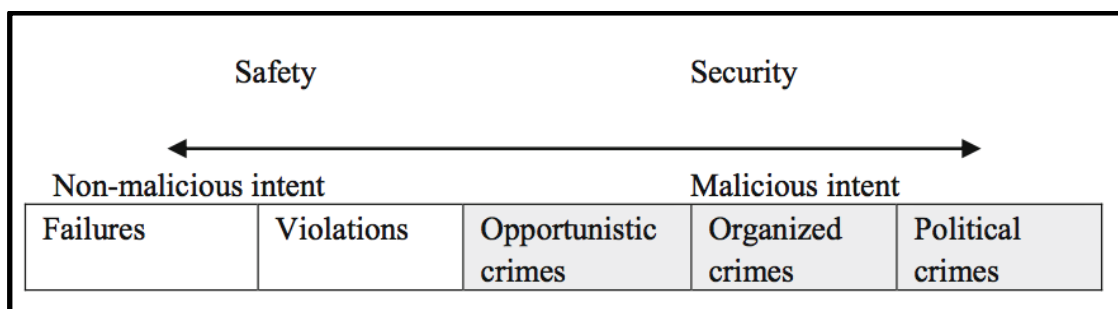 Safety Security
Non-malicious intent Malicious intent
Failures Violations Opportunistic Organized Political
crimes crimes crimes